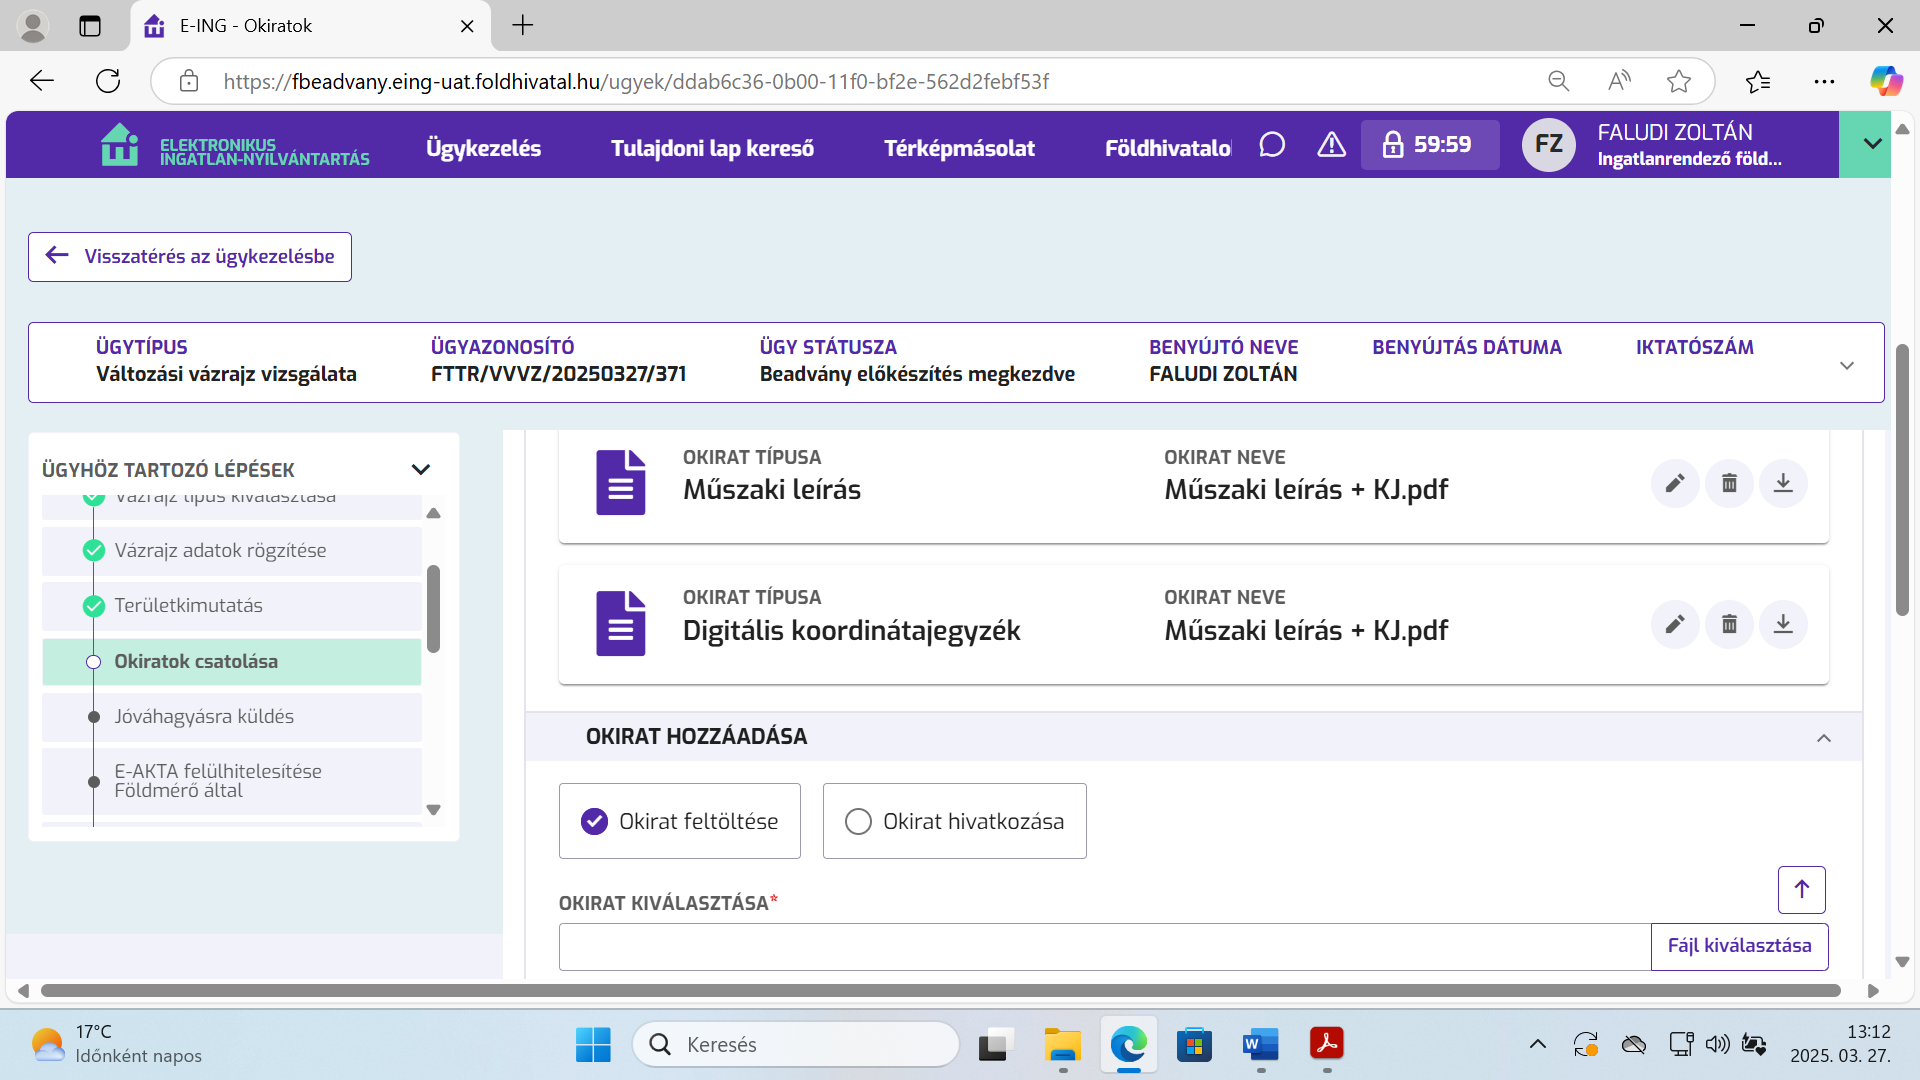 E-ING - Okiratok
https://fbeadvany.eing-uat.foldhivatal.hu/ugyek/ddab6c36-0b00-11f0-bf2e-562d2febf53f
ELEKTRONIKUS
INGATLAN-NYILVÁNTARTÁS
Ügykezelés
Tulajdoni lap kereső
Térképmásolat
Földhivatalo
59:59
FZ
FALUDI ZOLTÁN
Ingatlanrendező föld...
Visszatérés az ügykezelésbe
ÜGYTÍPUS
Változási vázrajz vizsgálata
ÜGYAZONOSÍTÓ
FTTR/VVVZ/20250327/371
ÜGY STÁTUSZA
Beadvány előkészítés megkezdve
BENYÚJTÓ NEVE
FALUDI ZOLTÁN
BENYÚJTÁS DÁTUMA
IKTATÓSZÁM
ÜGYHÖZ TARTOZÓ LÉPÉSEK
Vázrajz típus kiválasztása
Vázrajz adatok rögzítése
Területkimutatás
Okiratok csatolása
Jóváhagyásra küldés
E-AKTA felülhitelesítése
Földmérő által
OKIRAT TÍPUSA
Műszaki leírás
OKIRAT NEVE
Műszaki leírás + KJ.pdf
OKIRAT TÍPUSA
Digitális koordinátajegyzék
OKIRAT NEVE
Műszaki leírás + KJ.pdf
OKIRAT HOZZÁADÁSA
Okirat feltöltése
Okirat hivatkozása
OKIRAT KIVÁLASZTÁSA*
Fájl kiválasztása
17°C
Időnként napos
Keresés
13:12
2025. 03. 27.